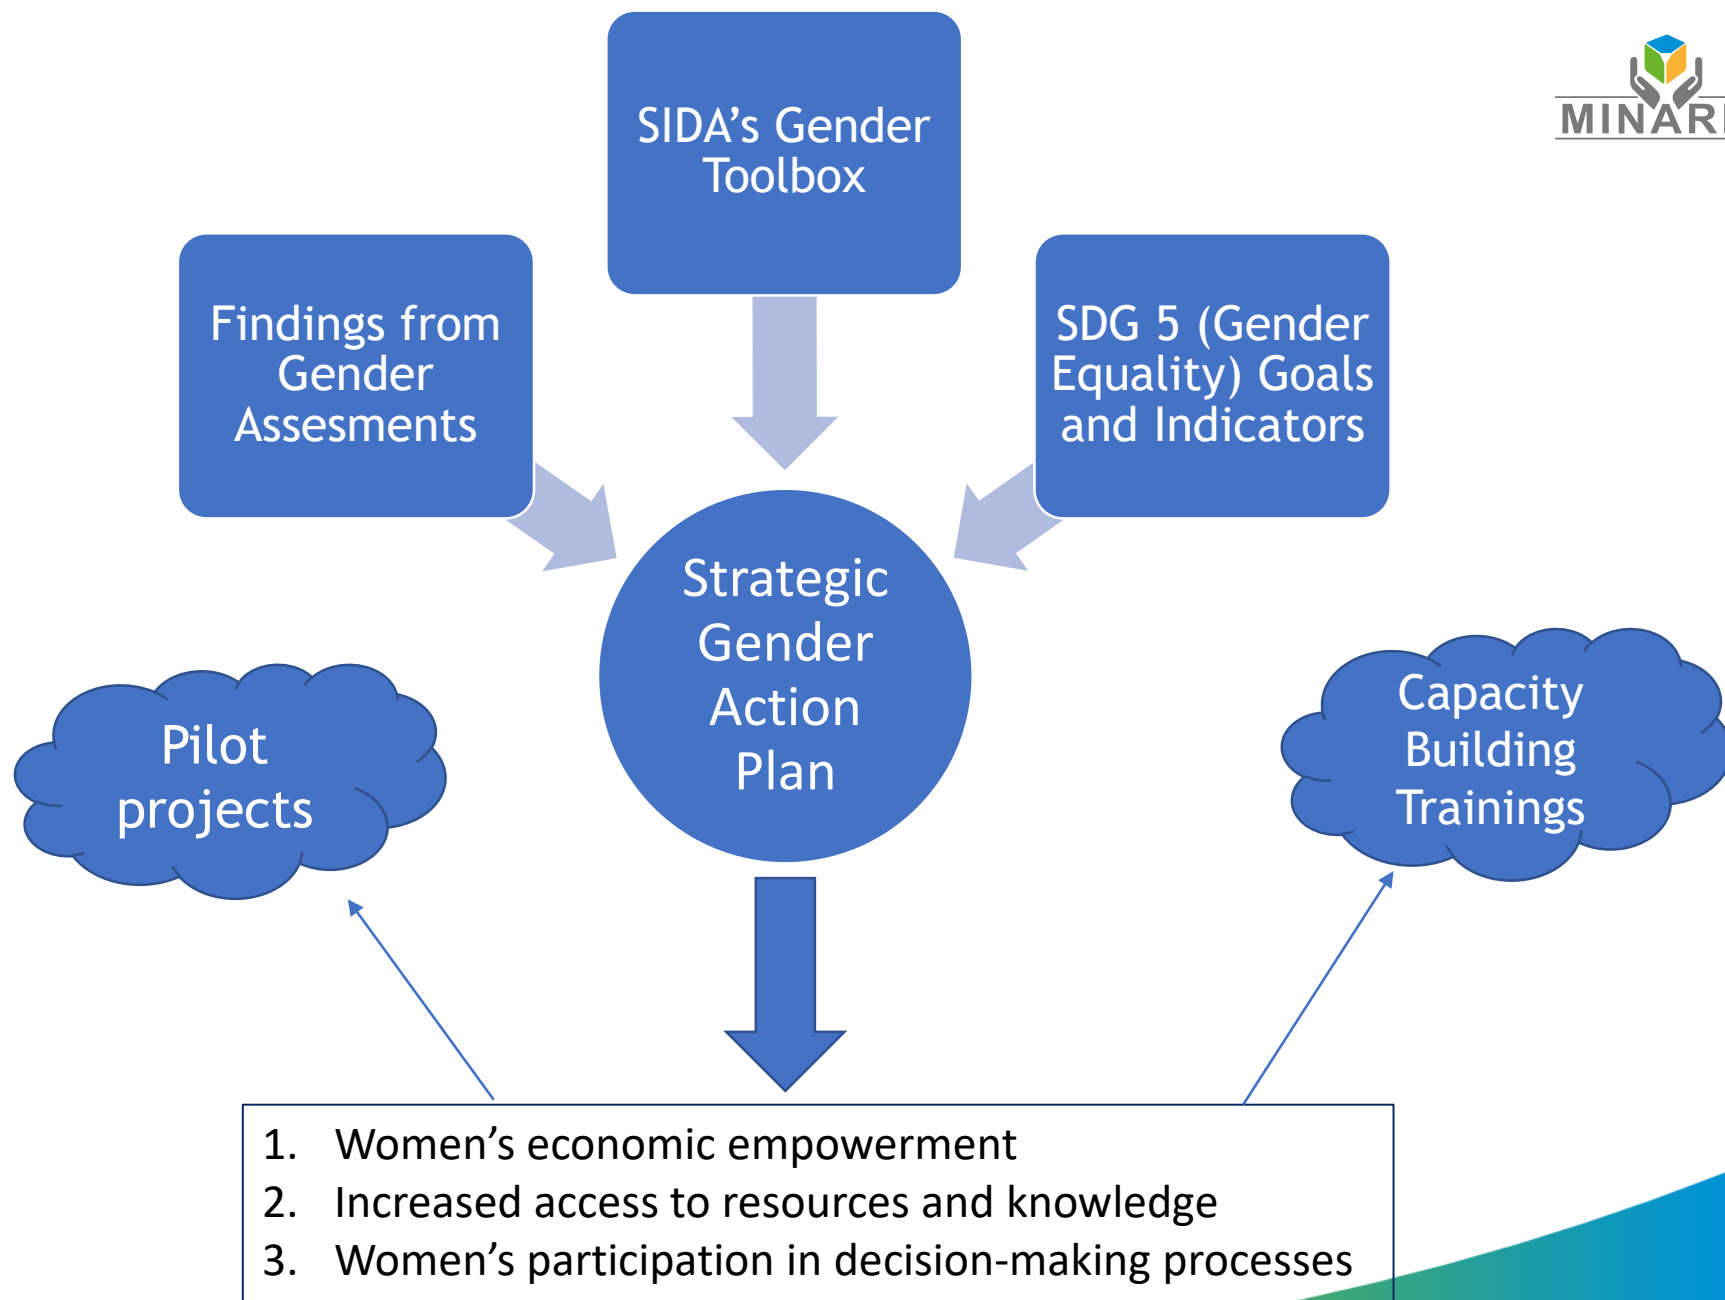 SIDA’s Gender
Toolbox
MINARE
Findings from
Gender
Assesments
SDG 5 (Gender
Equality) Goals
and Indicators
Strategic
Gender
Action
Plan
Pilot
projects
Capacity
Building
Trainings
1. Women’s economic empowerment
2. Increased access to resources and knowledge
3. Women’s participation in decision-making processes